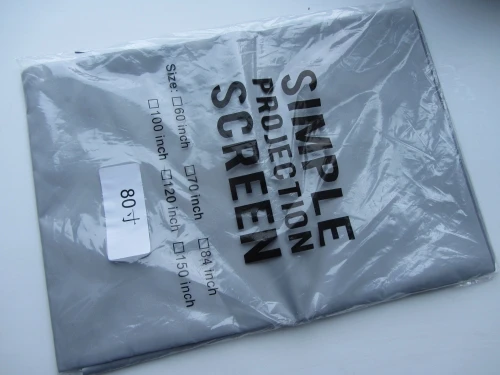 SIMPLE
PROJECTION
SCREEN
Size: □60 inch □70 inch □84 inch
□100 inch □120 inch □150 inch
80寸